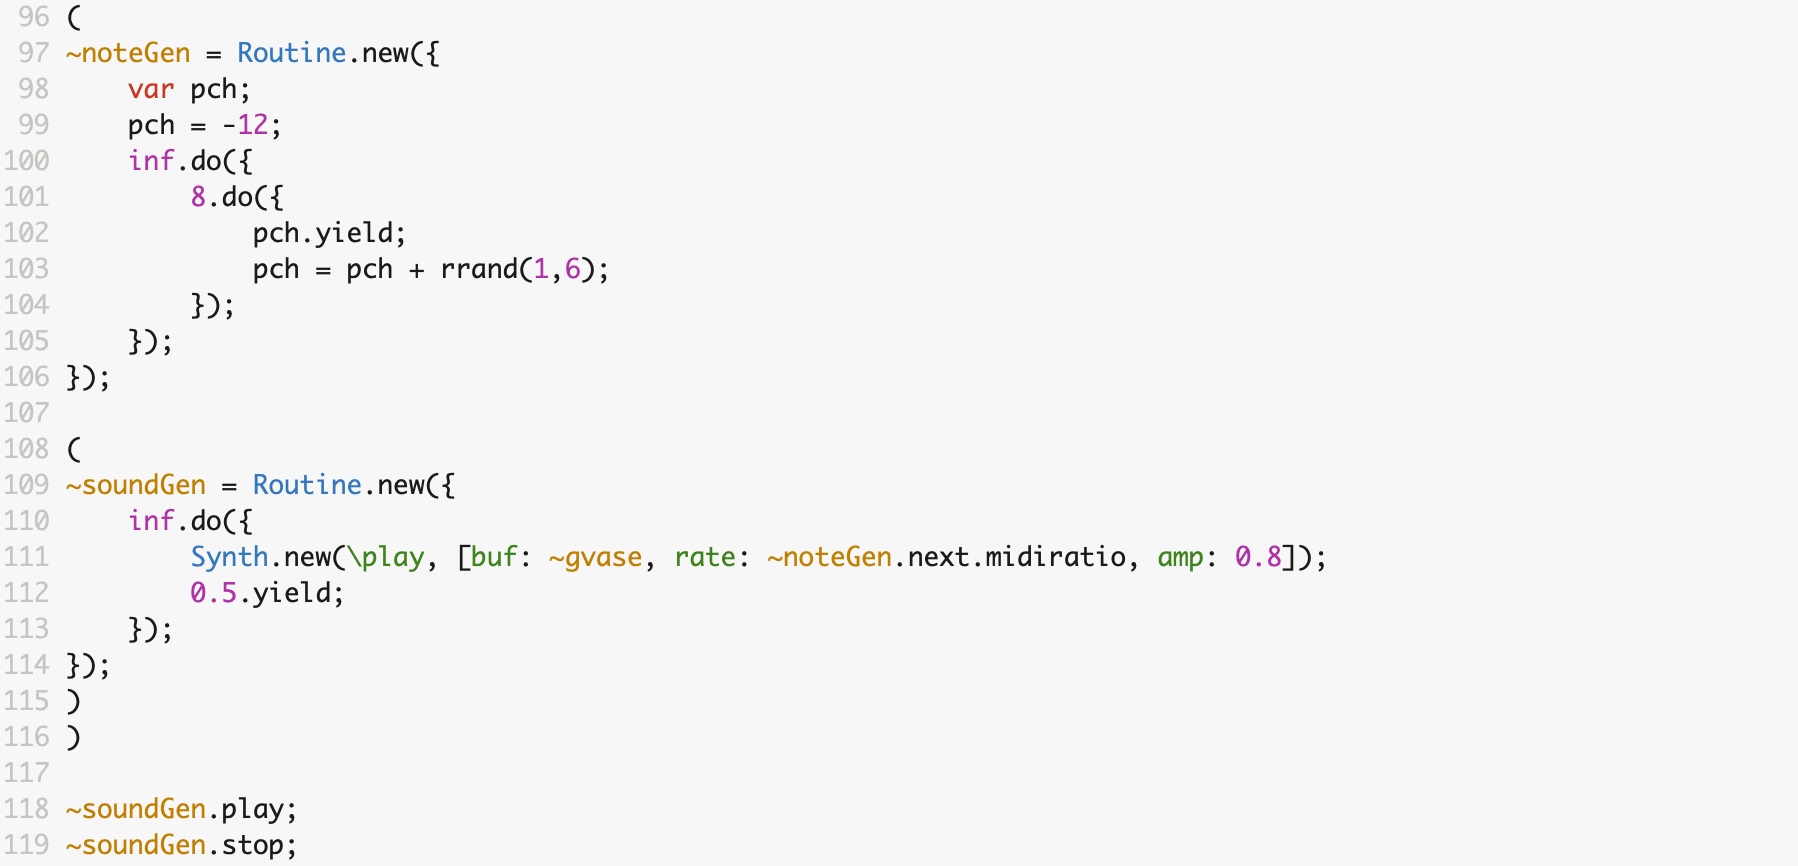 96 (
97 ~noteGen = Routine.new({
98     var pch;
99     pch = -12;
100     inf.do({
101         8.do({
102             pch.yield;
103             pch = pch + rrand(1,6);
104         });
105     });
106 });
107
108 (
109 ~soundGen = Routine.new({
110     inf.do({
111         Synth.new(\play, [buf: ~gvase, rate: ~noteGen.next.midiratio, amp: 0.8]);
112         0.5.yield;
113     });
114 });
115 )
116 )
117
118 ~soundGen.play;
119 ~soundGen.stop;